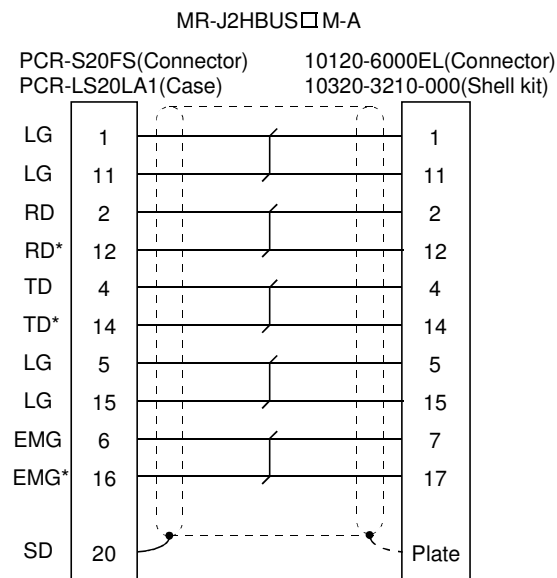 MR-J2HBUS□M-A
PCR-S20FS(Connector) 10120-6000EL(Connector)
PCR-LS20LA1(Case) 10320-3210-000(Shell kit)
LG 1 1
LG 11 11
RD 2 2
RD* 12 12
TD 4 4
TD* 14 14
LG 5 5
LG 15 15
EMG 6 7
EMG* 16 17
SD 20 Plate